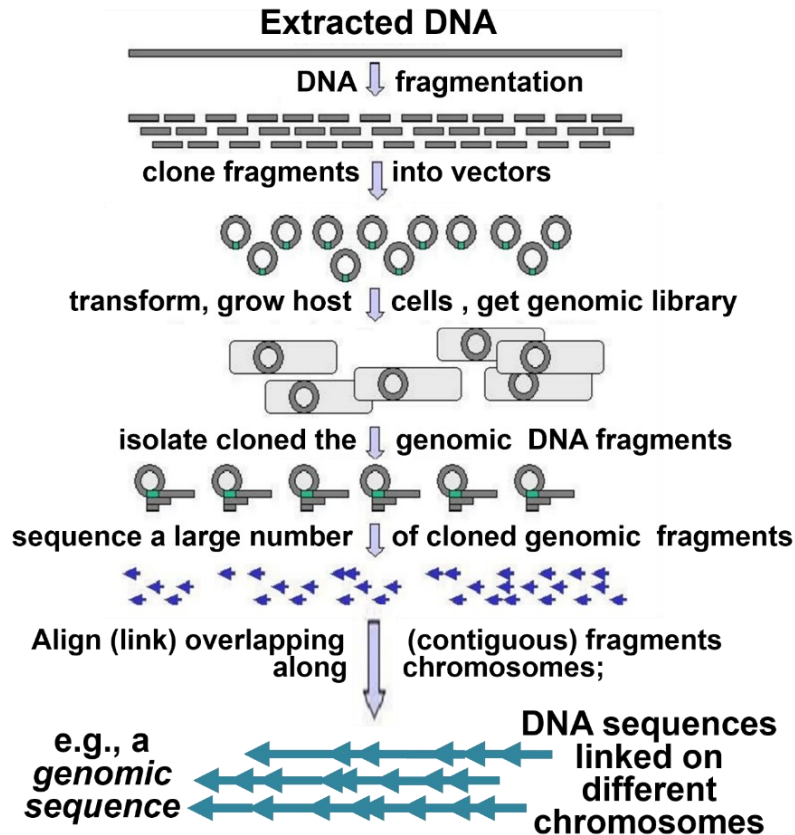 Extracted DNA
DNA fragmentation
clone fragments into vectors
transform, grow host cells , get genomic library
isolate cloned the genomic DNA fragments
sequence a large number of cloned genomic fragments
Align (link) overlapping (contiguous) fragments
along chromosomes;
e.g., a
genomic
sequence
DNA sequences
linked on
different
chromosomes